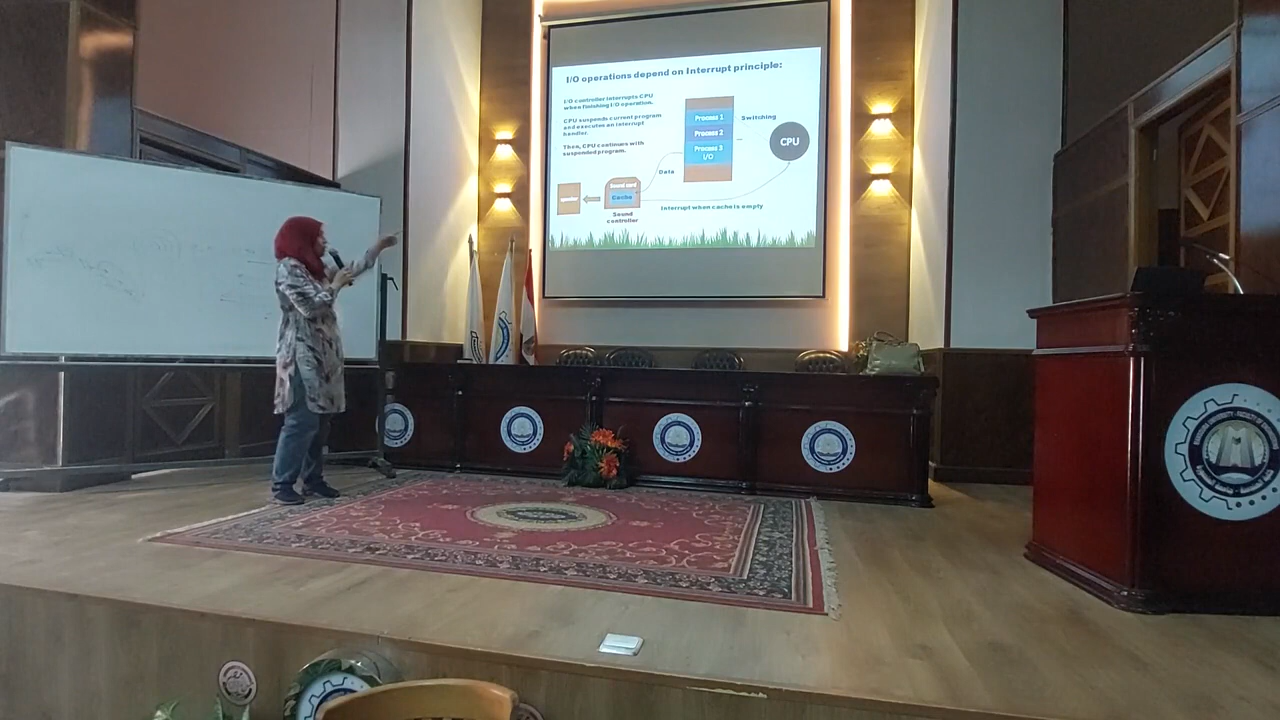 I/O operations depend on Interrupt principle:
I/O controller interrupts CPU
when finishing I/O operation.
CPU suspends current program
and executes an interrupt
handler.
Then, CPU continues with
suspended program.
Process 1
Process 2
Process 3
I/O
Switching
CPU
Data
speaker
Sound card
Cache
Sound
controller
Interrupt when cache is empty